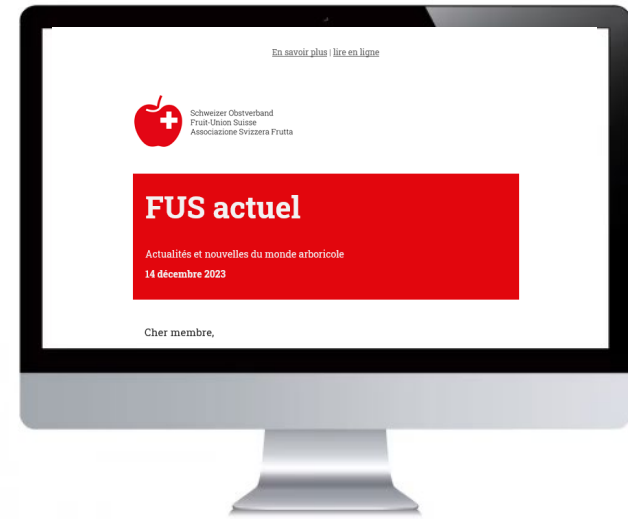 En savoir plus | lire en ligne
Schweizer Obstverband
Fruit-Union Suisse
Associazione Svizzera Frutta
FUS actuel
Actualités et nouvelles du monde arboricole
14 décembre 2023
Cher membre,